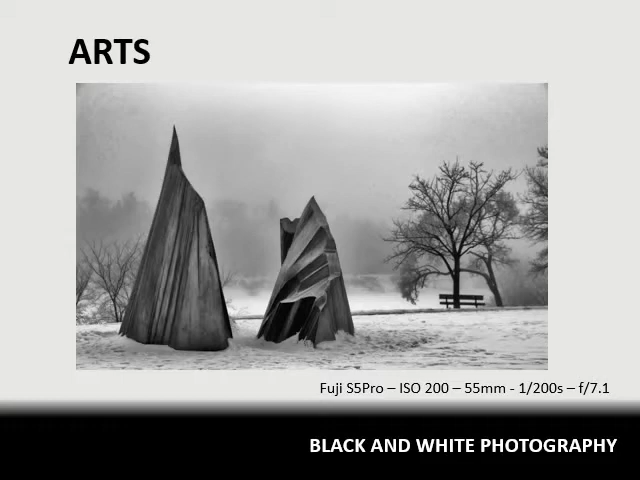 ARTS
Fuji S5Pro – ISO 200 – 55mm - 1/200s – f/7.1
BLACK AND WHITE PHOTOGRAPHY